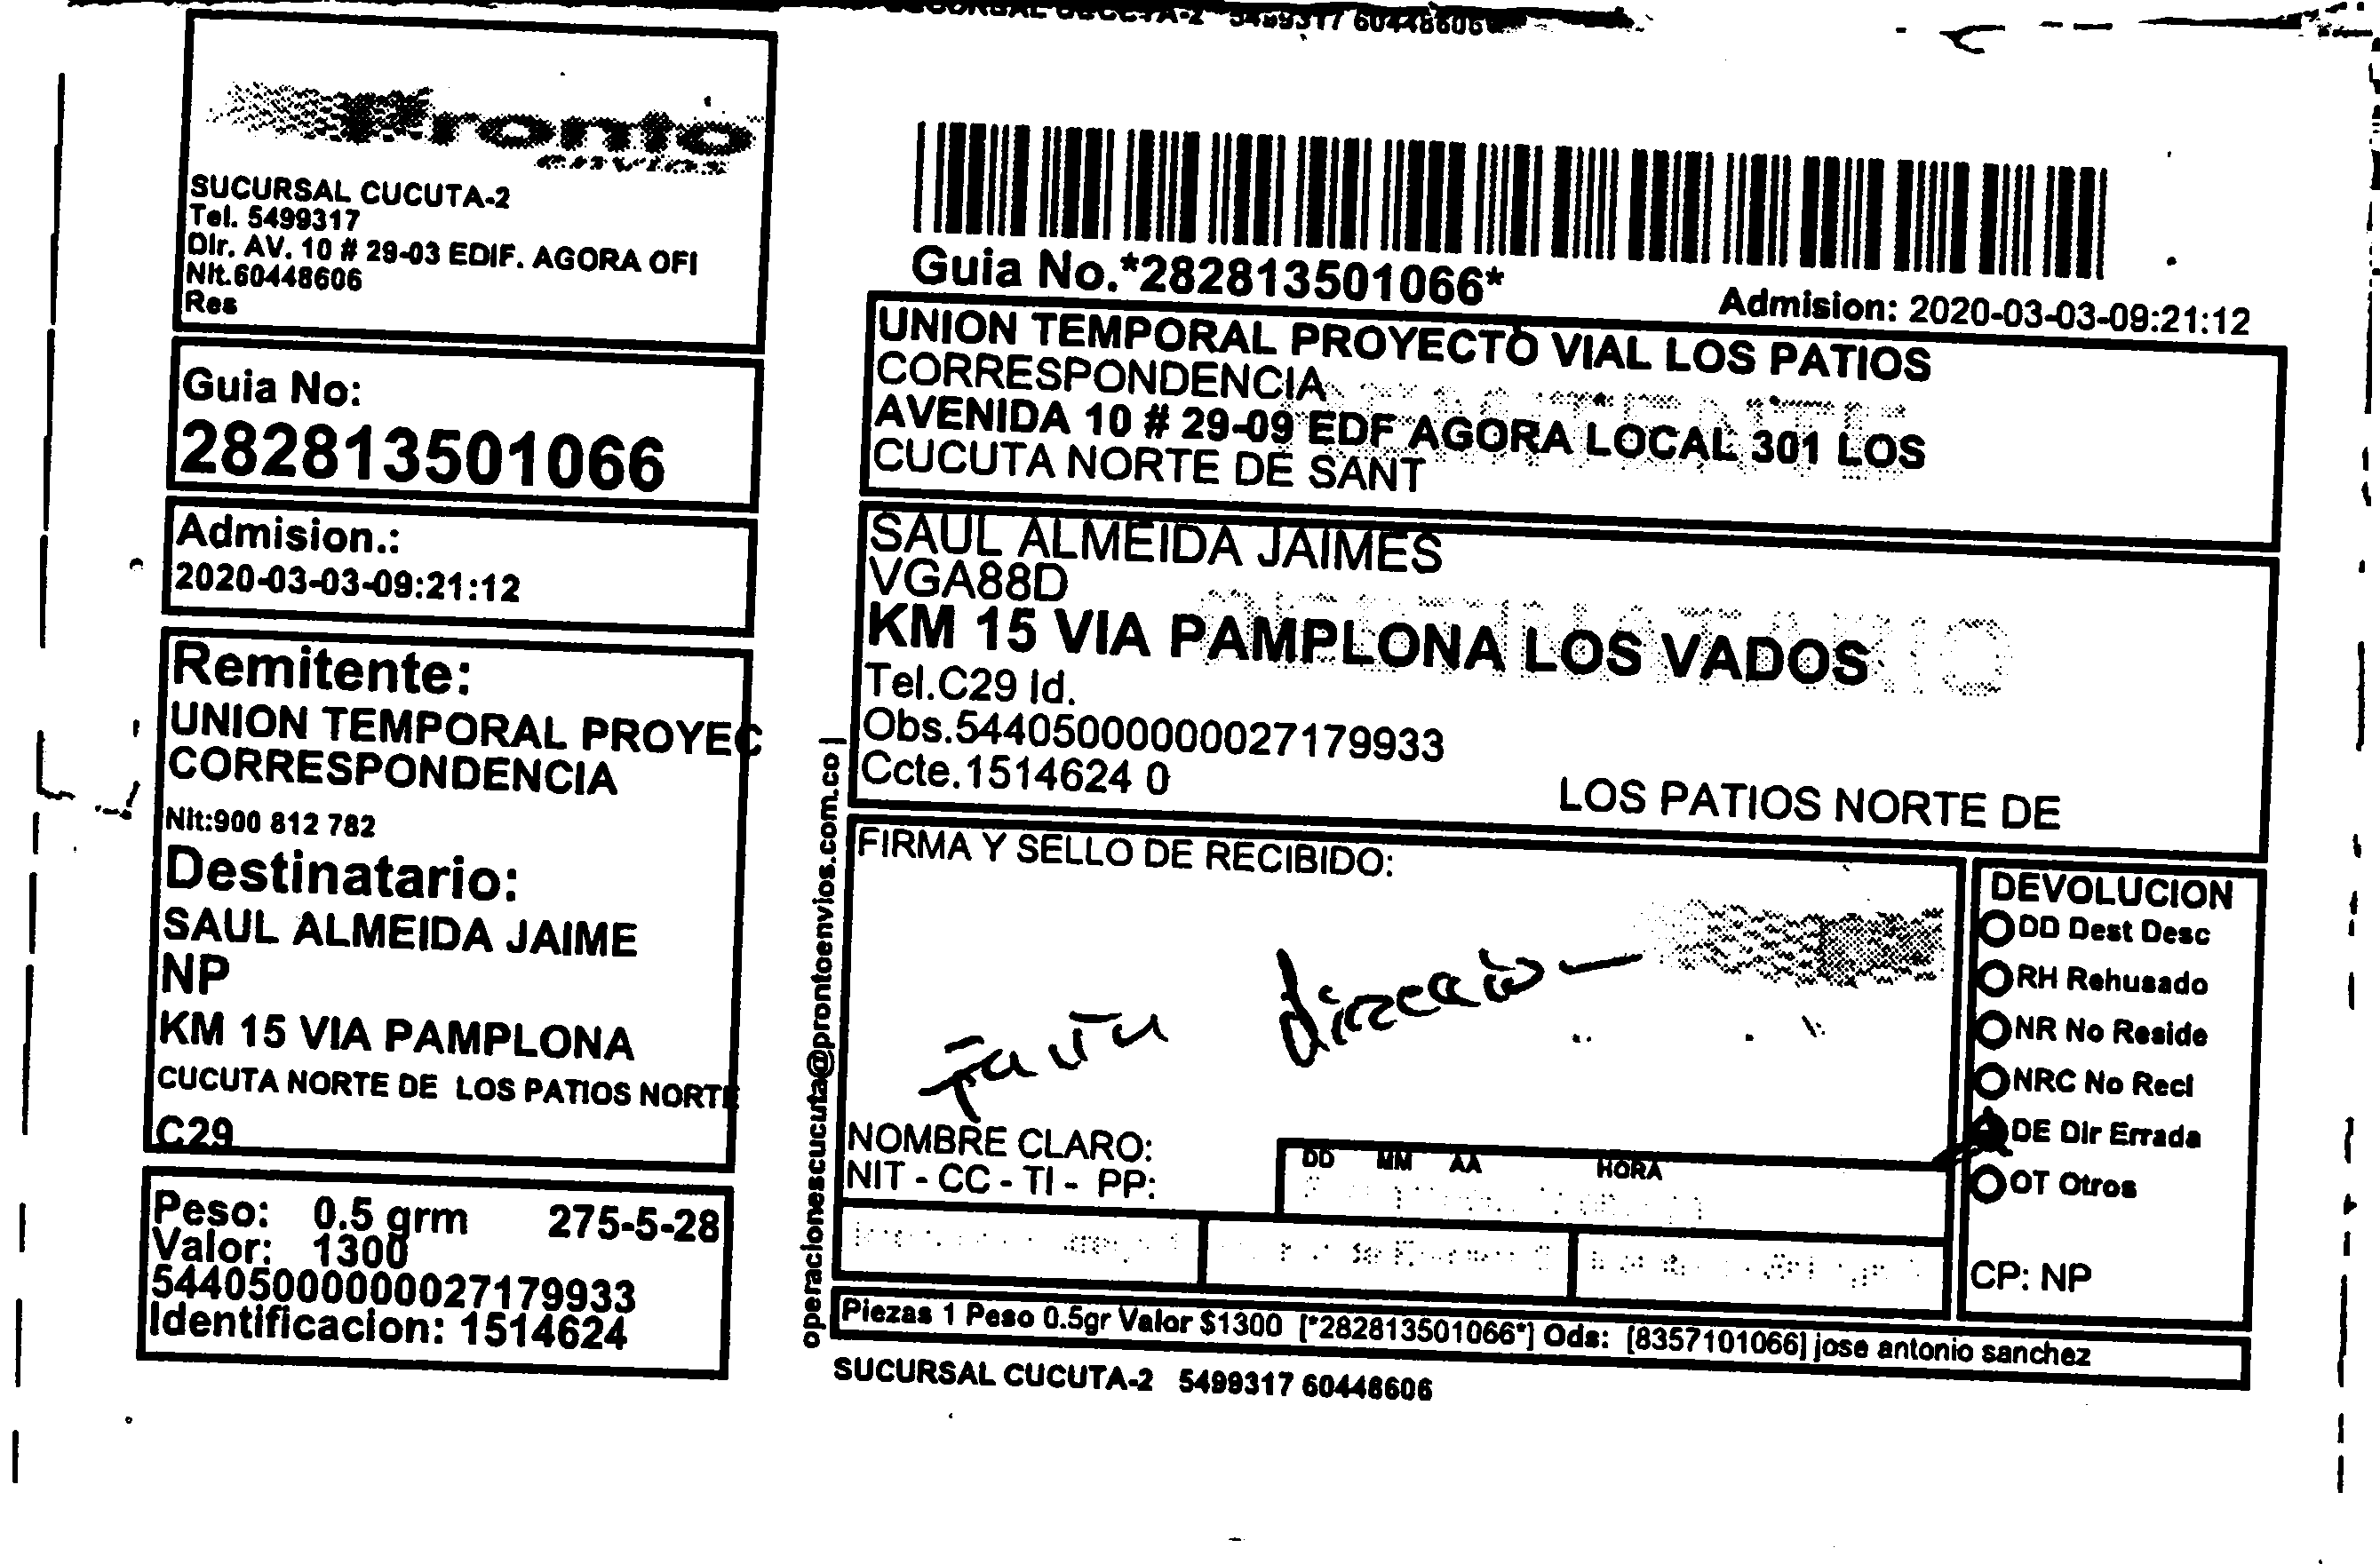 SUCURSAL CUCUTA-2 5499317 60448606
Pronto
envios
SUCURSAL CUCUTA-2
Tel. 5499317
Dir. AV. 10 # 29-03 EDIF. AGORA OFI
Nit.60448606
Res
Guia No:
282813501066
Admision.:
2020-03-03-09:21:12
Remitente:
UNION TEMPORAL PROYEC
CORRESPONDENCIA
Nit:900 812 782
Destinatario:
SAUL ALMEIDA JAIME
NP
KM 15 VIA PAMPLONA
CUCUTA NORTE DE LOS PATIOS NORTE
C29
Peso: 0.5 grm 275-5-28
Valor: 1300
544050000000027179933
Identificacion: 1514624
Guia No.*282813501066*
Admision: 2020-03-03-09:21:12
UNION TEMPORAL PROYECTO VIAL LOS PATIOS
CORRESPONDENCIA
AVENIDA 10 # 29-09 EDF AGORA LOCAL 301 LOS
CUCUTA NORTE DE SANT
REMITENTE
SAUL ALMEIDA JAIMES
VGA88D
KM 15 VIA PAMPLONA LOS VADOS
DESTINATARIO
Tel.C29 Id.
Obs.544050000000027179933
Ccte.1514624 0
LOS PATIOS NORTE DE
operacionescucuta@prontoenvios.com.co |
FIRMA Y SELLO DE RECIBIDO:
Falta dirección
NOMBRE CLARO:
NIT - CC - TI - PP:
DD MM AA HORA
DEVOLUCION
DD Dest Desc
RH Rehusado
NR No Reside
NRC No Recl
DE Dir Errada
OT Otros
CP: NP
Piezas 1 Peso 0.5gr Valor $1300 [*282813501066*] Ods: [8357101066] jose antonio sanchez
SUCURSAL CUCUTA-2 5499317 60448606